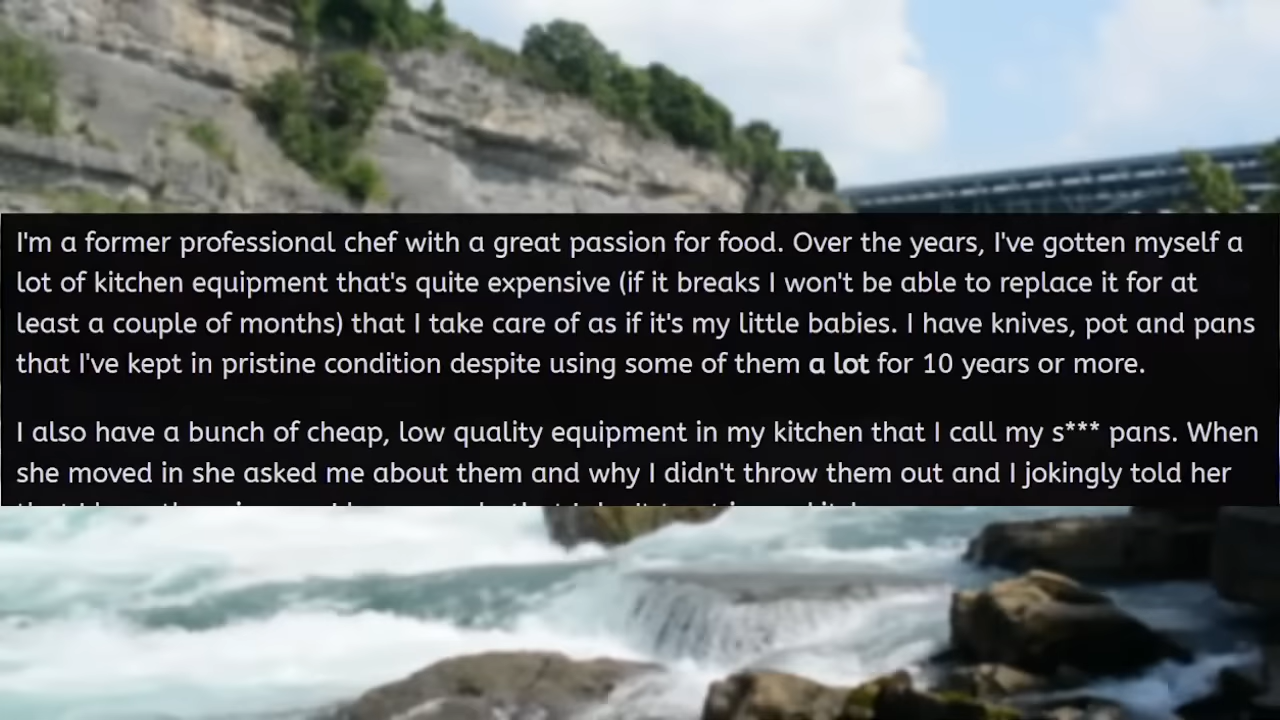 I'm a former professional chef with a great passion for food. Over the years, I've gotten myself a
lot of kitchen equipment that's quite expensive (if it breaks I won't be able to replace it for at
least a couple of months) that I take care of as if it's my little babies. I have knives, pot and pans
that I've kept in pristine condition despite using some of them a lot for 10 years or more.
I also have a bunch of cheap, low quality equipment in my kitchen that I call my s*** pans. When
she moved in she asked me about them and why I didn't throw them out and I jokingly told her